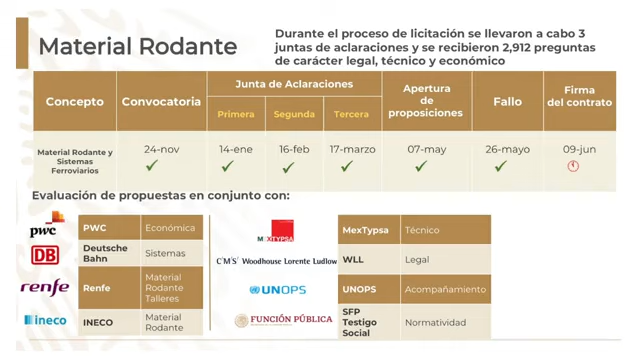 Material Rodante
Durante el proceso de licitación se llevaron a cabo 3
juntas de aclaraciones y se recibieron 2,912 preguntas
de carácter legal, técnico y económico
Concepto
Convocatoria
Junta de Aclaraciones
Primera
Segunda
Tercera
Apertura
de
proposiciones
Fallo
Firma
del contrato
Material Rodante y
Sistemas
Ferroviarios
24-nov
14-ene
16-feb
17-marzo
07-may
26-mayo
09-jun
Evaluación de propuestas en conjunto con:
pwc
PWC
Económica
DB
Deutsche
Bahn
Sistemas
renfe
Renfe
Material
Rodante
Talleres
ineco
INECO
Material
Rodante
MEXTYPSA
MexTypsa
Técnico
C'M'S' Woodhouse Lorente Ludlow
WLL
Legal
UNOPS
UNOPS
Acompañamiento
FUNCIÓN PÚBLICA
SFP
Testigo
Social
Normatividad